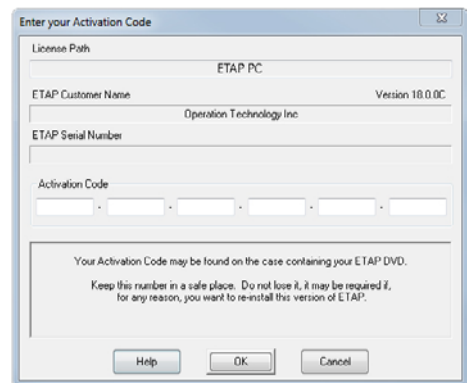 Enter your Activation Code
License Path
ETAP PC
ETAP Customer Name Version 18.0.0C
Operation Technology Inc
ETAP Serial Number
Activation Code
- - - - -
Your Activation Code may be found on the case containing your ETAP DVD.
Keep this number in a safe place. Do not lose it, it may be required if,
for any reason, you want to re-install this version of ETAP.
Help OK Cancel